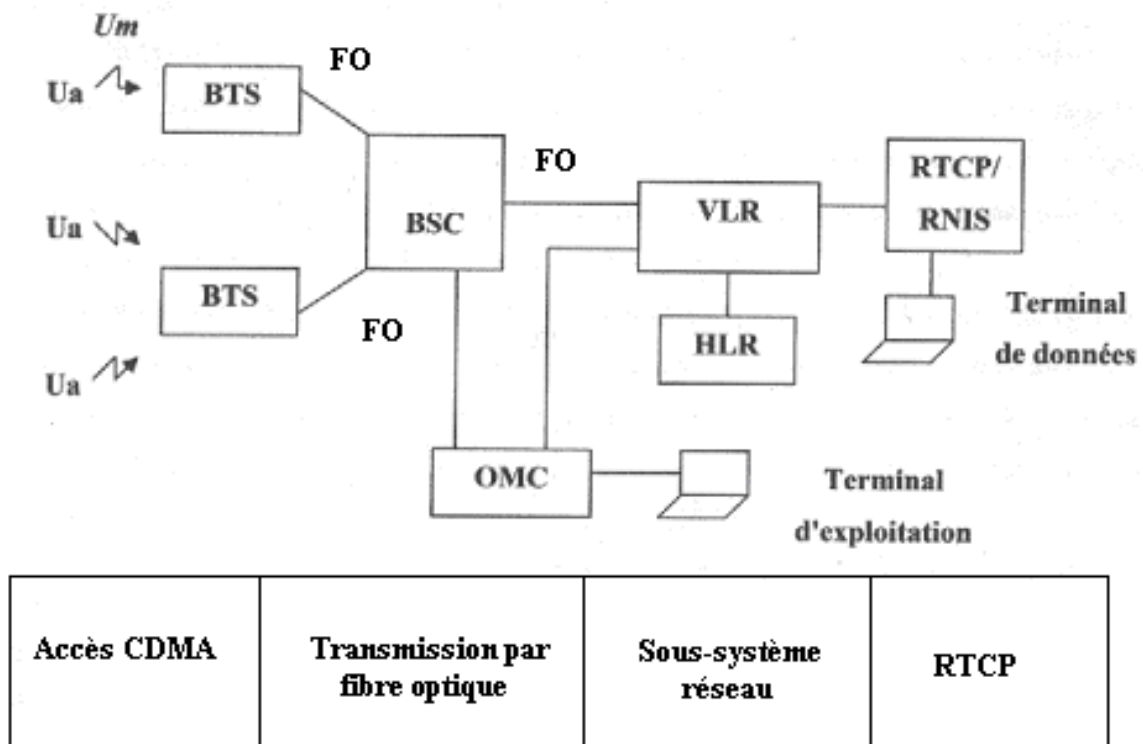 Um
FO
Ua
BTS
FO
RTCP/
RNIS
VLR
BSC
Ua
BTS
FO
HLR
Terminal
de données
Ua
OMC
Terminal
d'exploitation
Accès CDMA
Transmission par
fibre optique
Sous-système
réseau
RTCP